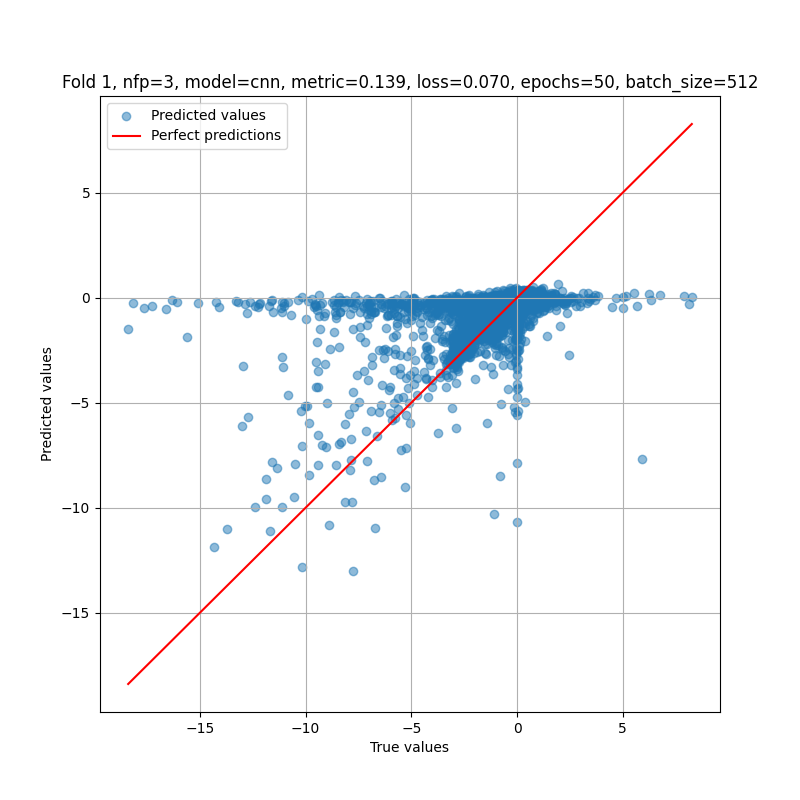 Fold 1, nfp=3, model=cnn, metric=0.139, loss=0.070, epochs=50, batch_size=512
Predicted values
Perfect predictions
5
0
−5
−10
−15
Predicted values
−15
−10
−5
0
5
True values